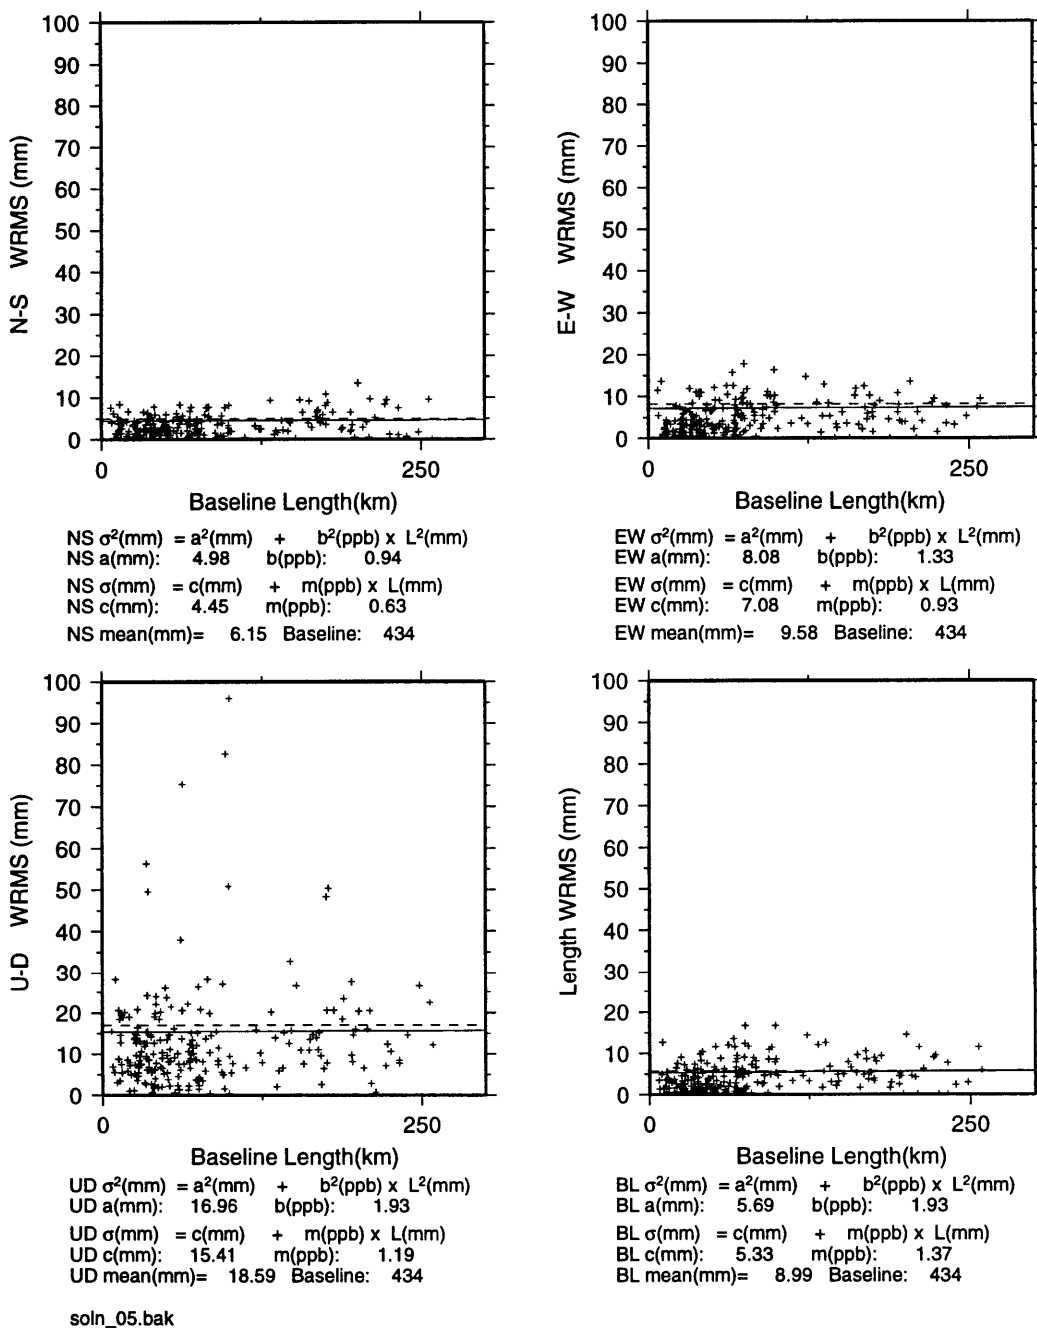 100
90
80
70
60
50
40
30
20
10
0
N-S WRMS (mm)
0 250
Baseline Length(km)
NS σ²(mm) = a²(mm) + b²(ppb) x L²(mm)
NS a(mm): 4.98 b(ppb): 0.94
NS σ(mm) = c(mm) + m(ppb) x L(mm)
NS c(mm): 4.45 m(ppb): 0.63
NS mean(mm)= 6.15 Baseline: 434
100
90
80
70
60
50
40
30
20
10
0
E-W WRMS (mm)
0 250
Baseline Length(km)
EW σ²(mm) = a²(mm) + b²(ppb) x L²(mm)
EW a(mm): 8.08 b(ppb): 1.33
EW σ(mm) = c(mm) + m(ppb) x L(mm)
EW c(mm): 7.08 m(ppb): 0.93
EW mean(mm)= 9.58 Baseline: 434
100
90
80
70
60
50
40
30
20
10
0
U-D WRMS (mm)
0 250
Baseline Length(km)
UD σ²(mm) = a²(mm) + b²(ppb) x L²(mm)
UD a(mm): 16.96 b(ppb): 1.93
UD σ(mm) = c(mm) + m(ppb) x L(mm)
UD c(mm): 15.41 m(ppb): 1.19
UD mean(mm)= 18.59 Baseline: 434
100
90
80
70
60
50
40
30
20
10
0
Length WRMS (mm)
0 250
Baseline Length(km)
BL σ²(mm) = a²(mm) + b²(ppb) x L²(mm)
BL a(mm): 5.69 b(ppb): 1.93
BL σ(mm) = c(mm) + m(ppb) x L(mm)
BL c(mm): 5.33 m(ppb): 1.37
BL mean(mm)= 8.99 Baseline: 434
soln_05.bak